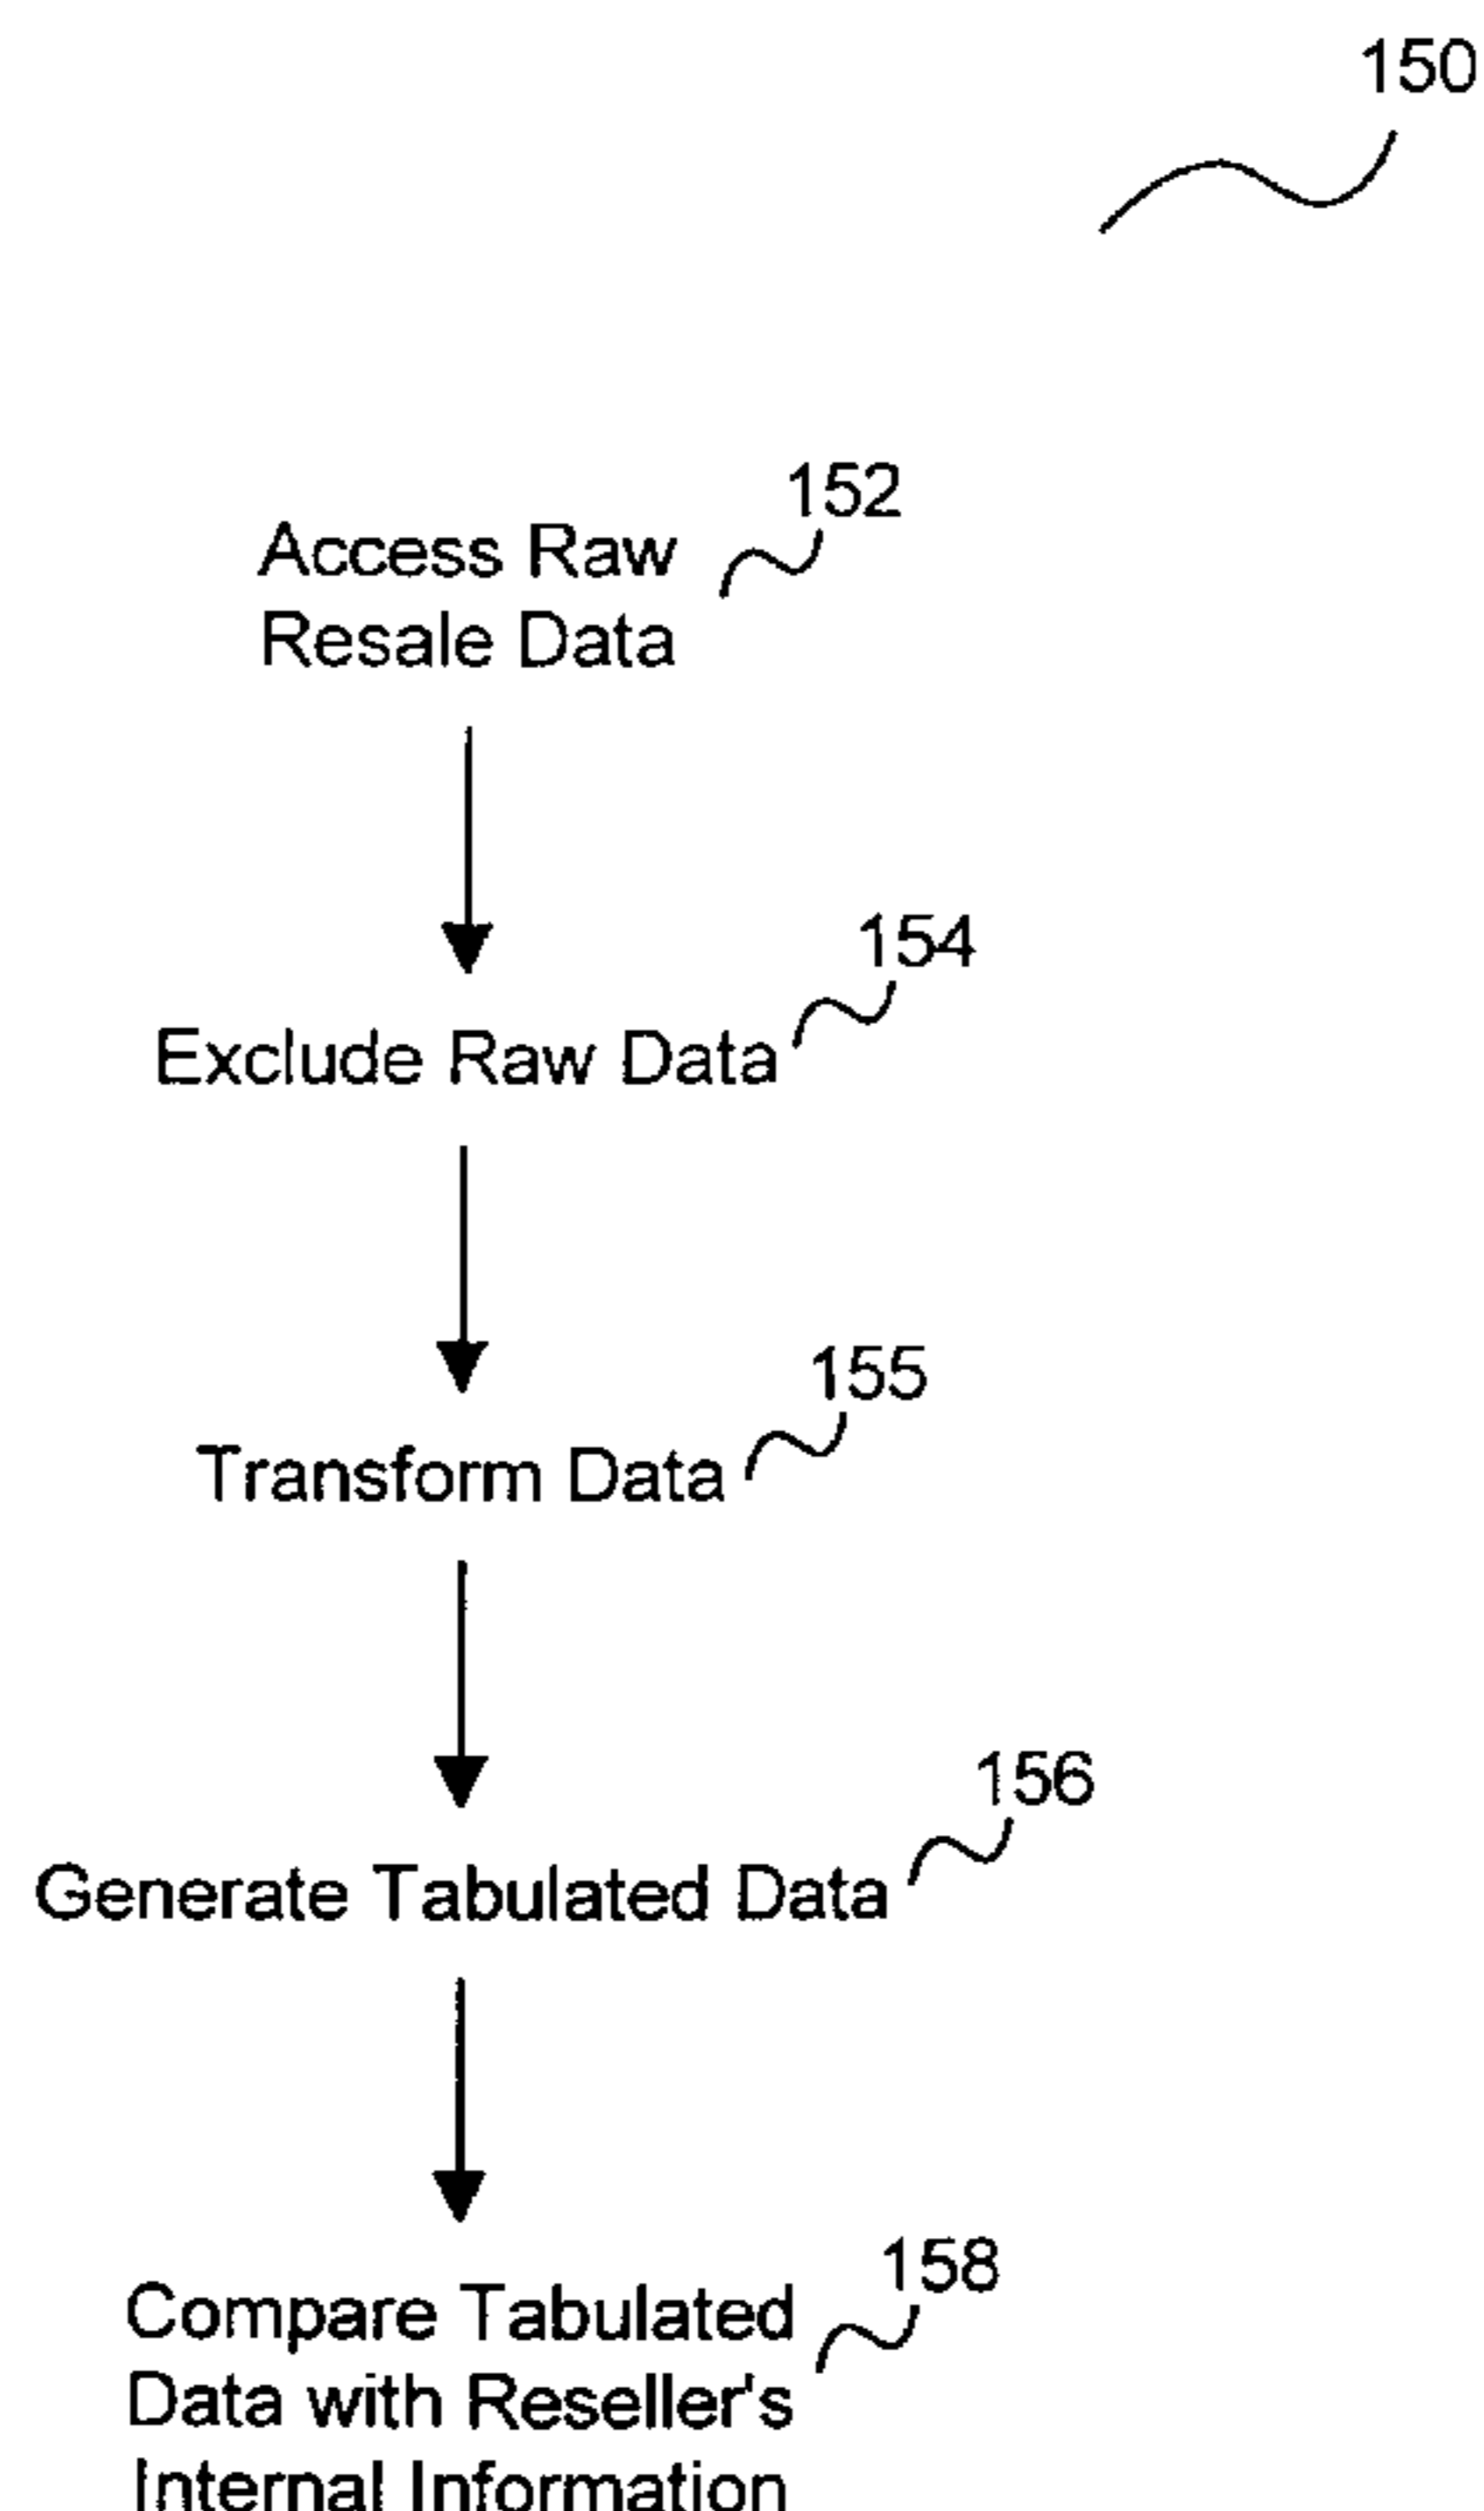 150
152
Access Raw
Resale Data
154
Exclude Raw Data
155
Transform Data
156
Generate Tabulated Data
158
Compare Tabulated
Data with Reseller's
Internal Information